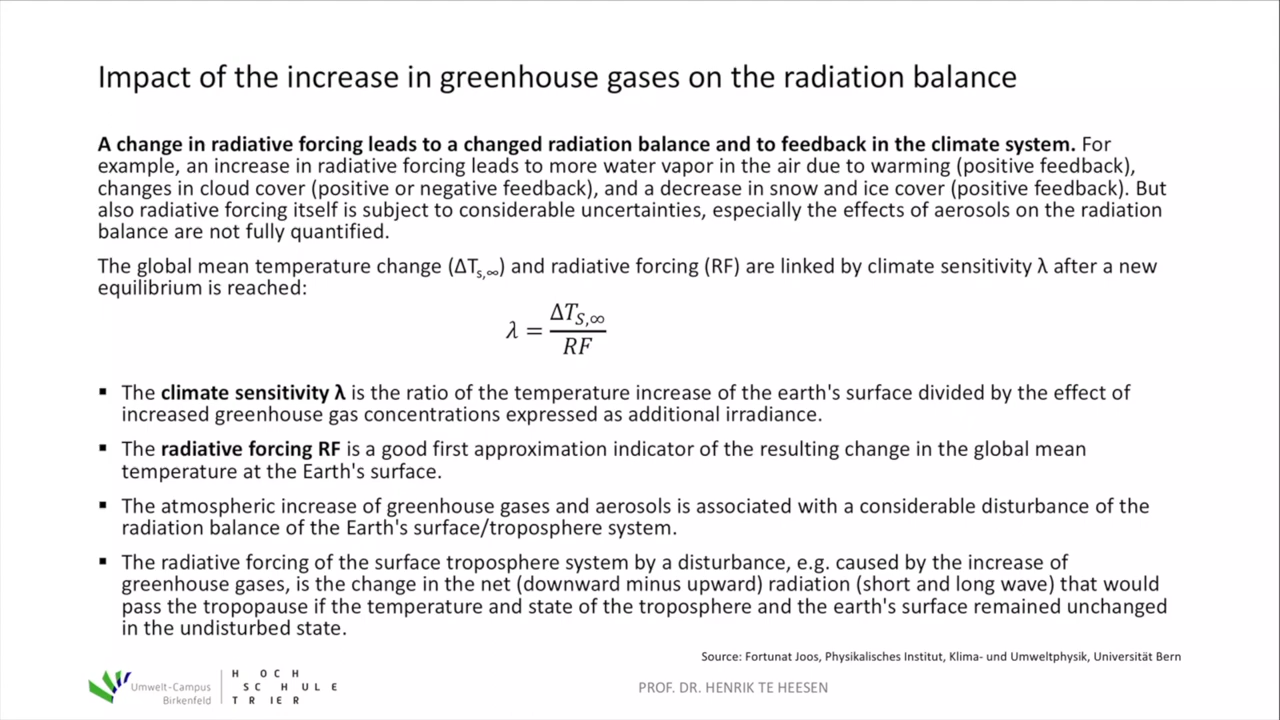 Impact of the increase in greenhouse gases on the radiation balance
A change in radiative forcing leads to a changed radiation balance and to feedback in the climate system. For
example, an increase in radiative forcing leads to more water vapor in the air due to warming (positive feedback),
changes in cloud cover (positive or negative feedback), and a decrease in snow and ice cover (positive feedback). But
also radiative forcing itself is subject to considerable uncertainties, especially the effects of aerosols on the radiation
balance are not fully quantified.
The global mean temperature change (ΔTs,∞) and radiative forcing (RF) are linked by climate sensitivity λ after a new
equilibrium is reached:
λ = ΔTS,∞ / RF
▪ The climate sensitivity λ is the ratio of the temperature increase of the earth's surface divided by the effect of
increased greenhouse gas concentrations expressed as additional irradiance.
▪ The radiative forcing RF is a good first approximation indicator of the resulting change in the global mean
temperature at the Earth's surface.
▪ The atmospheric increase of greenhouse gases and aerosols is associated with a considerable disturbance of the
radiation balance of the Earth's surface/troposphere system.
▪ The radiative forcing of the surface troposphere system by a disturbance, e.g. caused by the increase of
greenhouse gases, is the change in the net (downward minus upward) radiation (short and long wave) that would
pass the tropopause if the temperature and state of the troposphere and the earth's surface remained unchanged
in the undisturbed state.
Source: Fortunat Joos, Physikalisches Institut, Klima- und Umweltphysik, Universität Bern
Umwelt-Campus
Birkenfeld
H OCH
SCHULE
TRIER
PROF. DR. HENRIK TE HEESEN